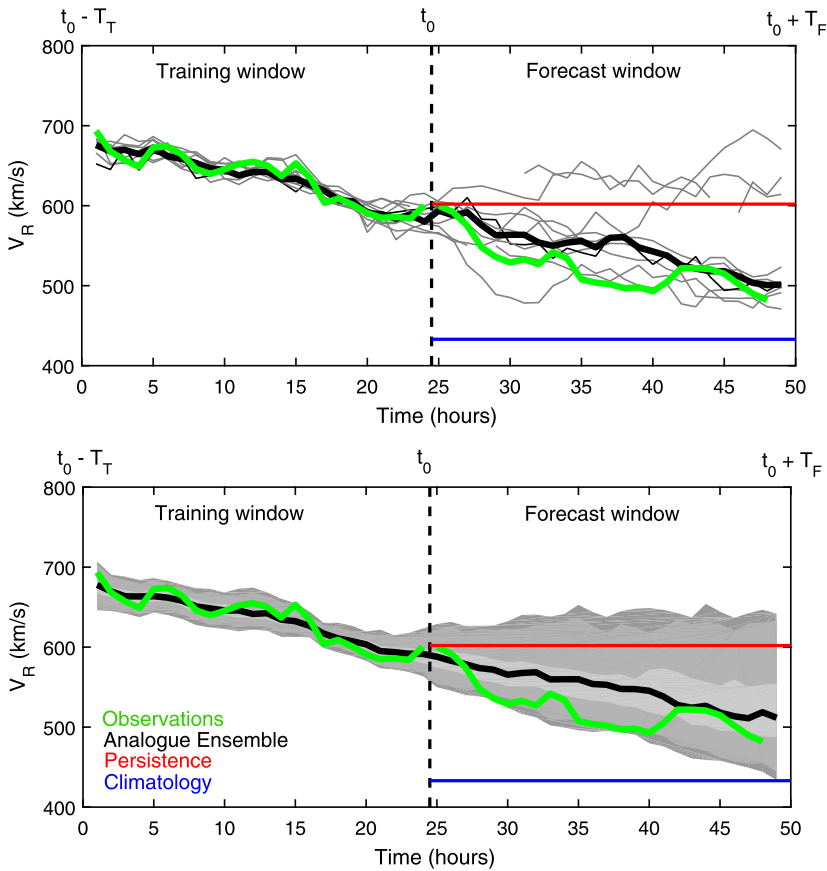 t0 - TT t0 t0 + TF
Training window Forecast window
800
700
600
500
400
VR (km/s)
0 5 10 15 20 25 30 35 40 45 50
Time (hours)
t0 - TT t0 t0 + TF
Training window Forecast window
800
700
600
500
400
VR (km/s)
Observations
Analogue Ensemble
Persistence
Climatology
0 5 10 15 20 25 30 35 40 45 50
Time (hours)